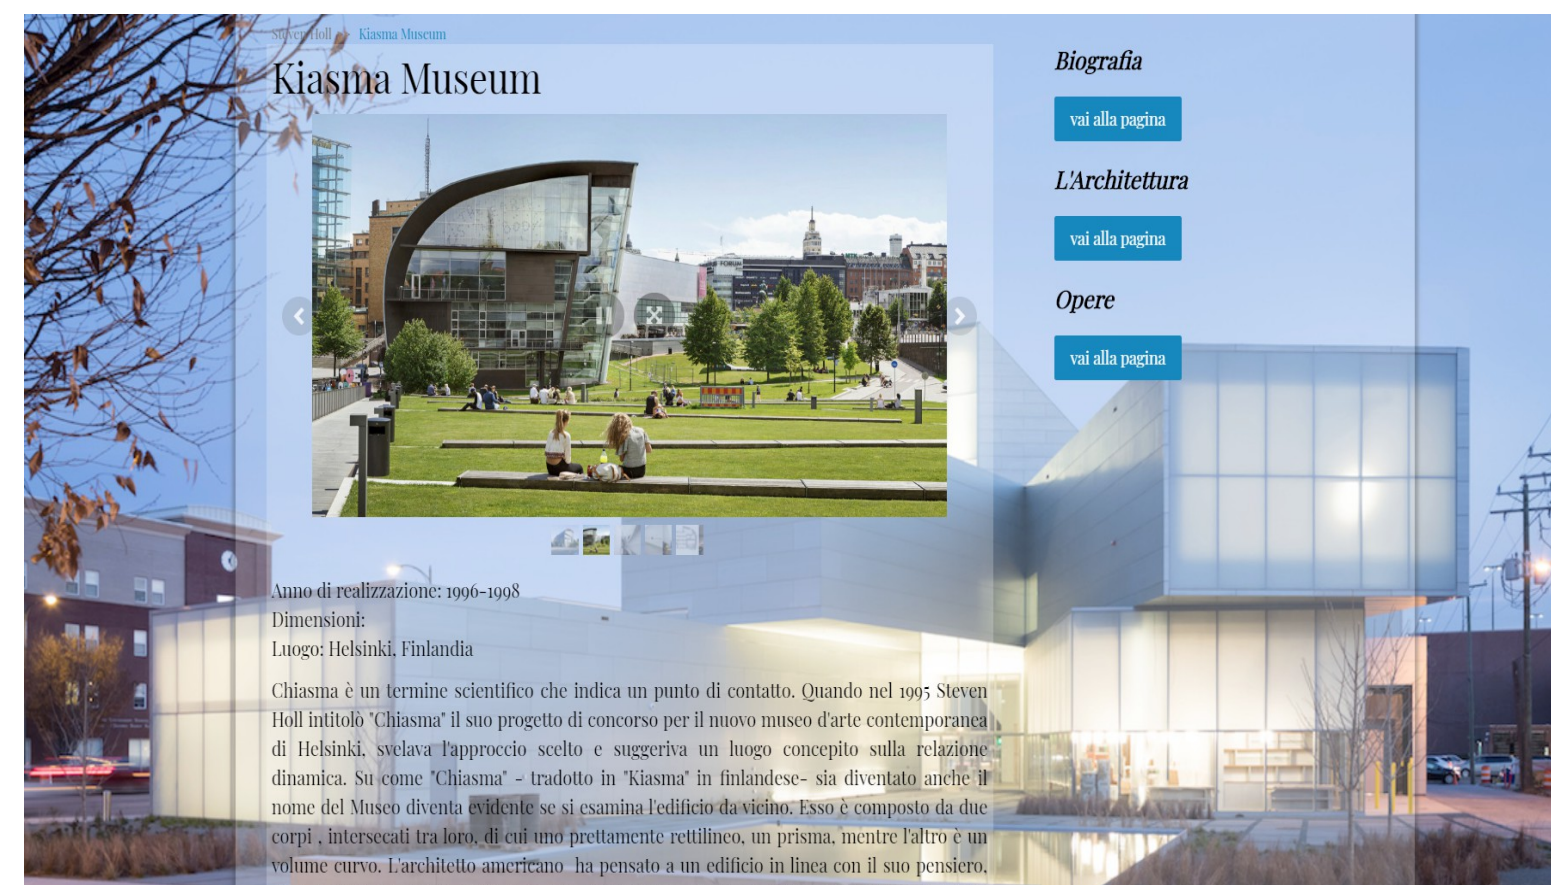 Steven Holl Kiasma Museum
Kiasma Museum
Biografia
vai alla pagina
L'Architettura
vai alla pagina
Opere
vai alla pagina
Anno di realizzazione: 1996-1998
Dimensioni:
Luogo: Helsinki, Finlandia
Chiasma è un termine scientifico che indica un punto di contatto. Quando nel 1995 Steven
Holl intitolò "Chiasma" il suo progetto di concorso per il nuovo museo d'arte contemporanea
di Helsinki, svelava l'approccio scelto e suggeriva un luogo concepito sulla relazione
dinamica. Su come "Chiasma" - tradotto in "Kiasma" in finlandese- sia diventato anche il
nome del Museo diventa evidente se si esamina l'edificio da vicino. Esso è composto da due
corpi , intersecati tra loro, di cui uno prettamente rettilineo, un prisma, mentre l'altro è un
volume curvo. L'architetto americano ha pensato a un edificio in linea con il suo pensiero,